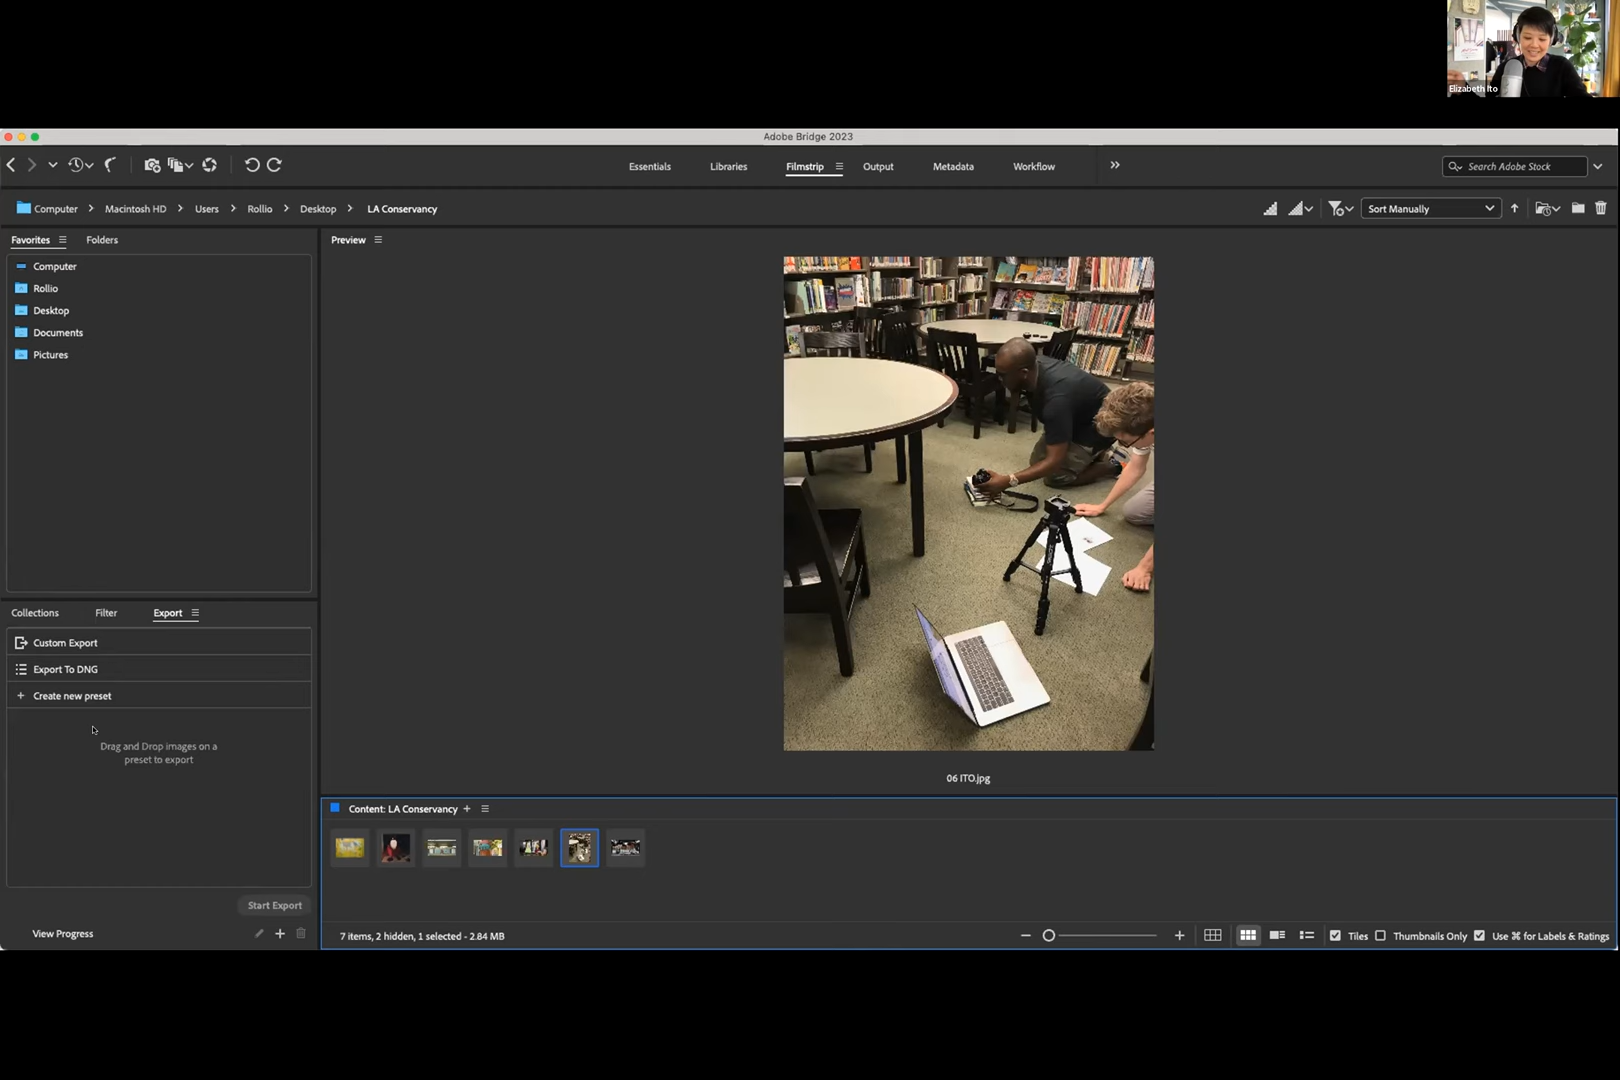 Elizabeth Ito
Adobe Bridge 2023
Essentials Libraries Filmstrip Output Metadata Workflow
Search Adobe Stock
Computer Macintosh HD Users Rollio Desktop LA Conservancy
Sort Manually
Favorites Folders
Preview
Computer
Rollio
Desktop
Documents
Pictures
Collections Filter Export
Custom Export
Export To DNG
Create new preset
Drag and Drop images on a
preset to export
06 ITO.jpg
Content: LA Conservancy
Start Export
View Progress
7 items, 2 hidden, 1 selected - 2.84 MB
Tiles Thumbnails Only Use ⌘ for Labels & Ratings